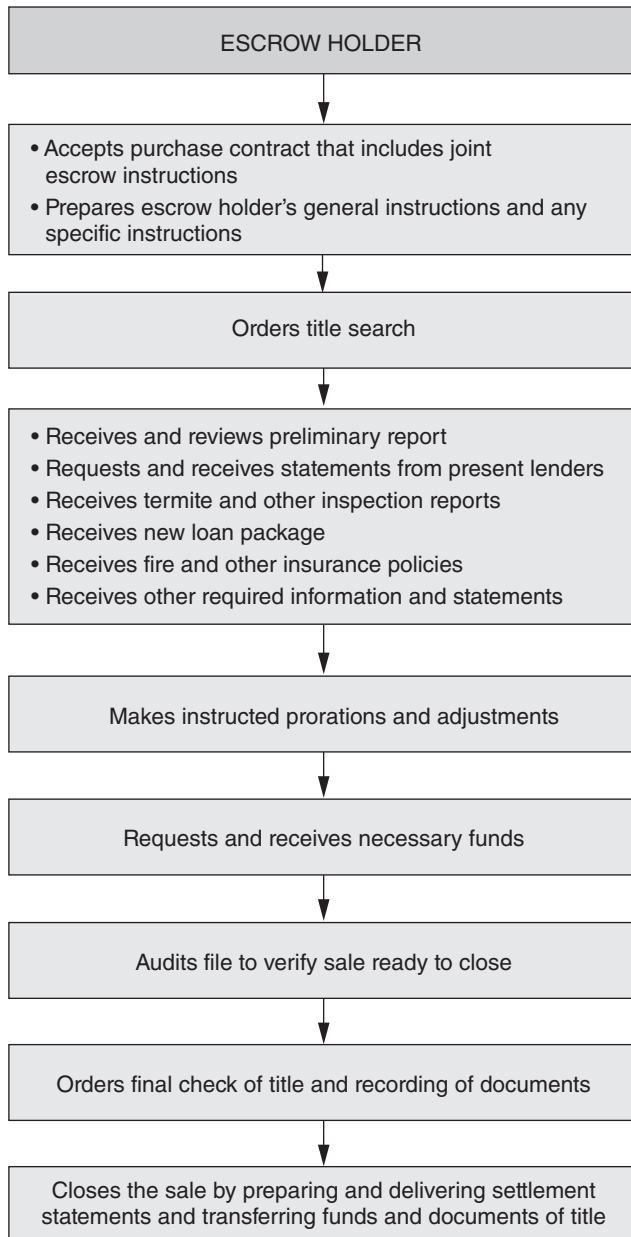 ESCROW HOLDER
• Accepts purchase contract that includes joint
escrow instructions
• Prepares escrow holder’s general instructions and any
specific instructions
Orders title search
• Receives and reviews preliminary report
• Requests and receives statements from present lenders
• Receives termite and other inspection reports
• Receives new loan package
• Receives fire and other insurance policies
• Receives other required information and statements
Makes instructed prorations and adjustments
Requests and receives necessary funds
Audits file to verify sale ready to close
Orders final check of title and recording of documents
Closes the sale by preparing and delivering settlement
statements and transferring funds and documents of title